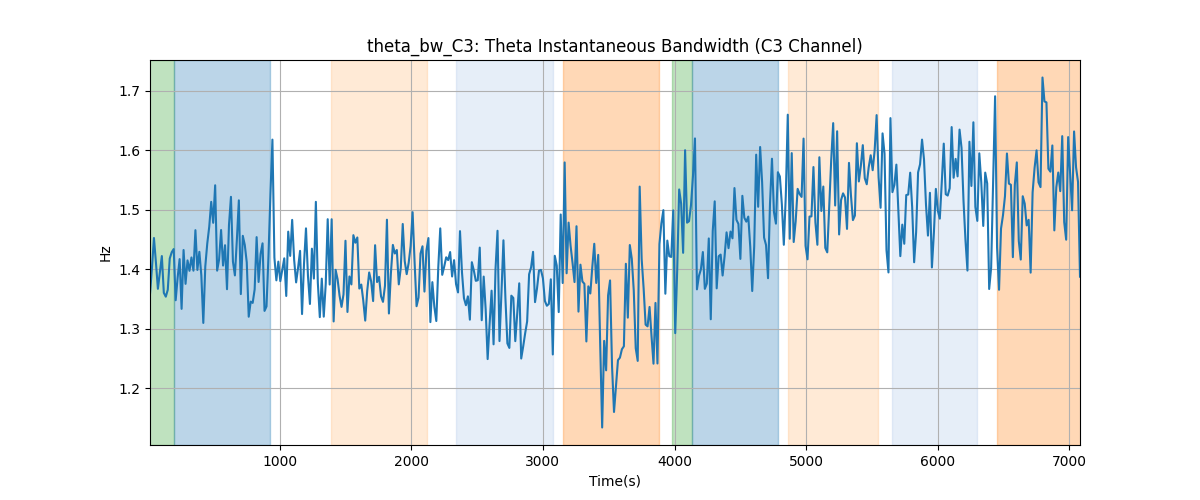 theta_bw_C3: Theta Instantaneous Bandwidth (C3 Channel)
1.7
1.6
1.5
1.4
1.3
1.2
Hz
1000 2000 3000 4000 5000 6000 7000
Time(s)